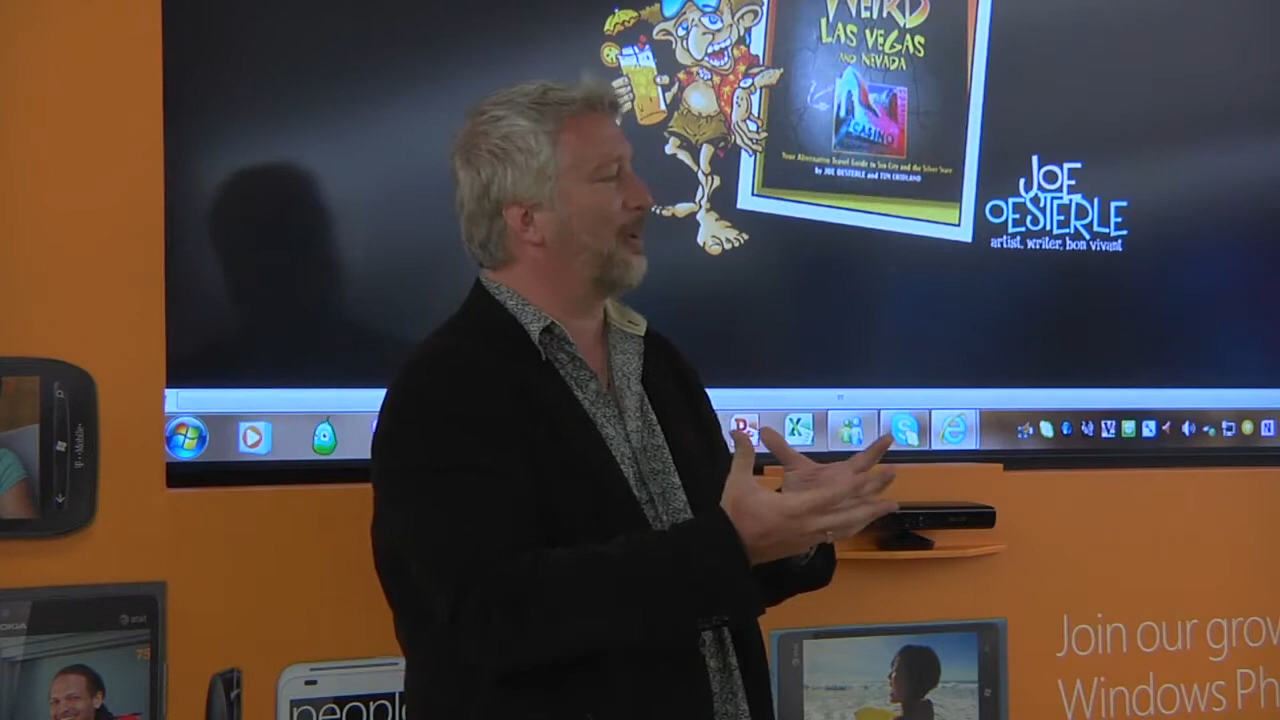 WEIRD
LAS VEGAS
AND NEVADA
CASINO
Your Alternative Travel Guide to Sin City and the Silver State
by JOE OESTERLE and TIM CRIDLAND
JOE
OESTERLE
artist, writer, bon vivant
T-Mobile
NOKIA
at&t
75
people
at&t
Join our grow
Windows Ph